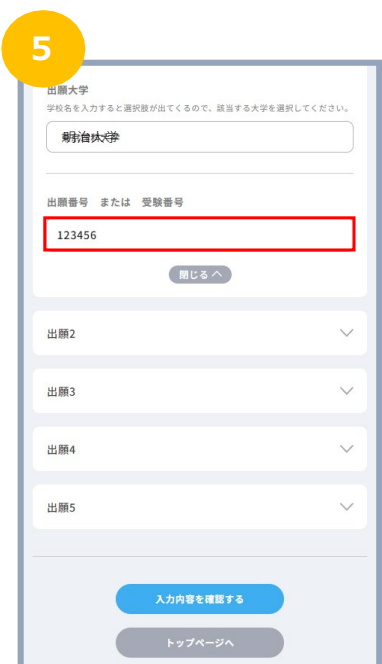 5
出願大学
学校名を入力すると選択肢が出てくるので、該当する大学を選択してください。
出願番号 または 受験番号
123456
閉じる
出願2
出願3
出願4
出願5
入力内容を確認する
トップページへ